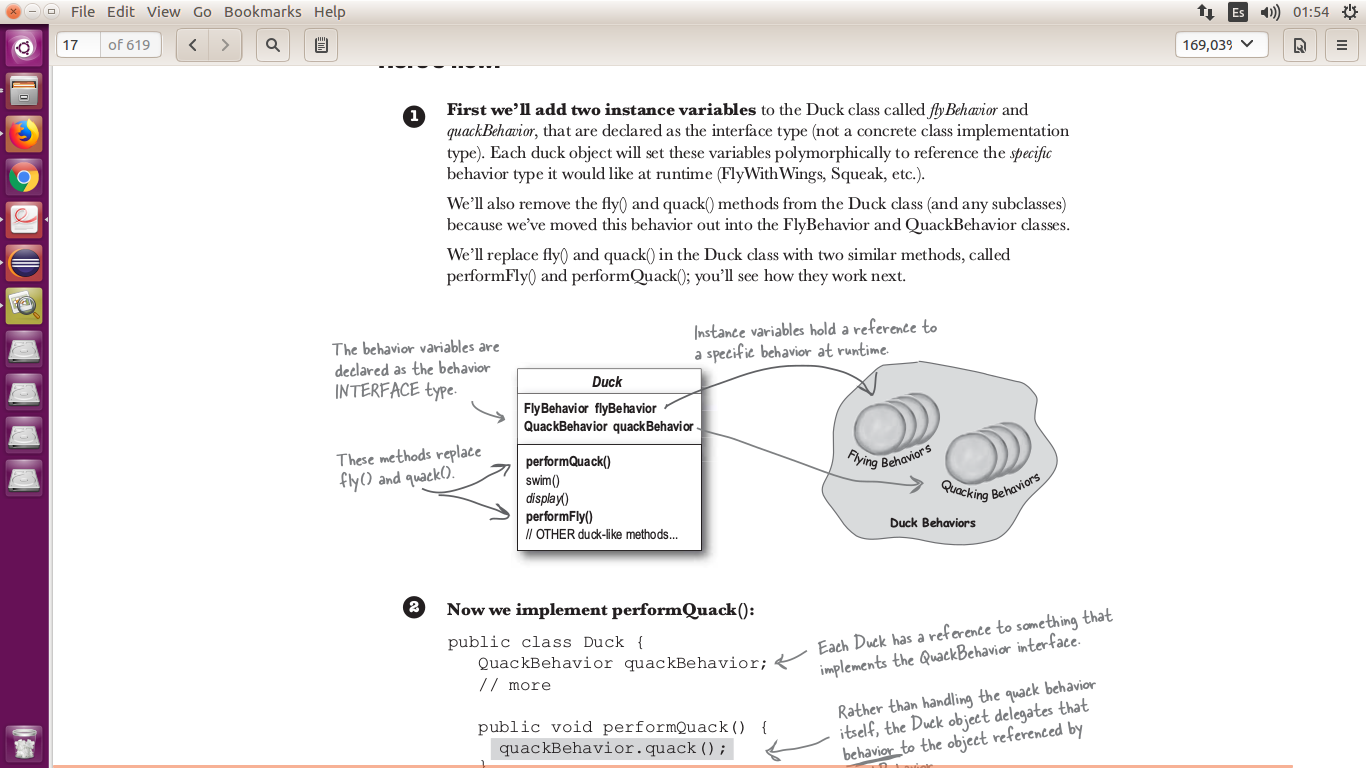 File Edit View Go Bookmarks Help
Es
01:54
17 of 619
169,03%
First we'll add two instance variables to the Duck class called flyBehavior and
quackBehavior, that are declared as the interface type (not a concrete class implementation
type). Each duck object will set these variables polymorphically to reference the specific
behavior type it would like at runtime (FlyWithWings, Squeak, etc.).
1
We'll also remove the fly() and quack() methods from the Duck class (and any subclasses)
because we've moved this behavior out into the FlyBehavior and QuackBehavior classes.
We'll replace fly() and quack() in the Duck class with two similar methods, called
performFly() and performQuack(); you'll see how they work next.
The behavior variables are
declared as the behavior
INTERFACE type.
These methods replace
fly() and quack().
Duck
FlyBehavior flyBehavior
QuackBehavior quackBehavior
performQuack()
swim()
display()
performFly()
// OTHER duck-like methods...
Instance variables hold a reference to
a specific behavior at runtime.
Flying Behaviors
Quacking Behaviors
Duck Behaviors
2
Now we implement performQuack():
public class Duck {
QuackBehavior quackBehavior;
// more
public void performQuack() {
quackBehavior.quack();
Each Duck has a reference to something that
implements the QuackBehavior interface.
Rather than handling the quack behavior
itself, the Duck object delegates that
behavior to the object referenced by